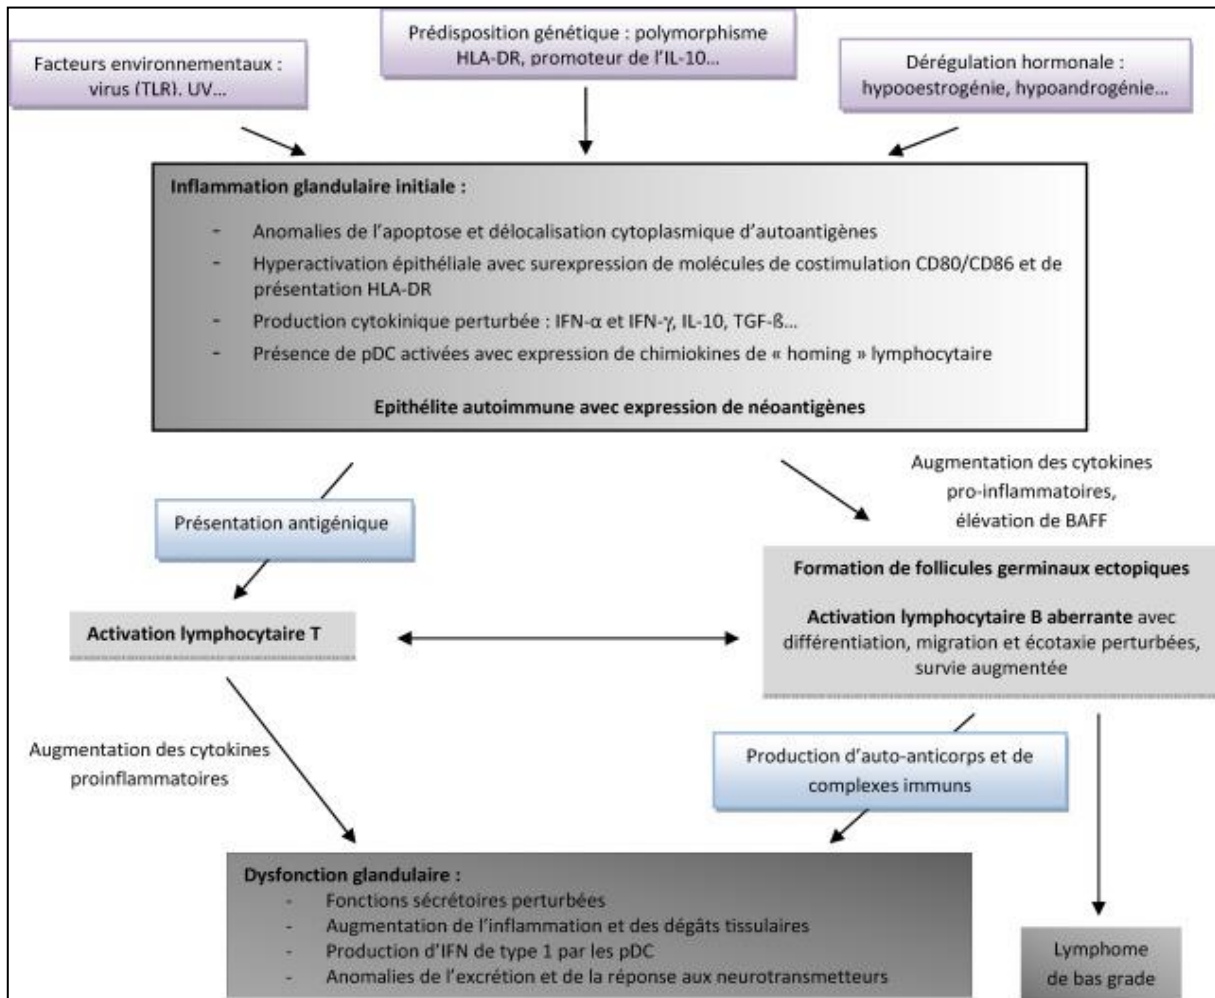 Facteurs environnementaux :
virus (TLR), UV...
Prédisposition génétique : polymorphisme
HLA-DR, promoteur de l'IL-10...
Dérégulation hormonale :
hypooestrogénie, hypoandrogénie...
Inflammation glandulaire initiale :
- Anomalies de l'apoptose et délocalisation cytoplasmique d'autoantigènes
- Hyperactivation épithéliale avec surexpression de molécules de costimulation CD80/CD86 et de
présentation HLA-DR
- Production cytokinique perturbée : IFN-α et IFN-γ, IL-10, TGF-ß...
- Présence de pDC activées avec expression de chimiokines de « homing » lymphocytaire
Epithélite autoimmune avec expression de néoantigènes
Présentation antigénique
Augmentation des cytokines
pro-inflammatoires,
élévation de BAFF
Activation lymphocytaire T
Formation de follicules germinaux ectopiques
Activation lymphocytaire B aberrante avec
différentiation, migration et écotaxie perturbées,
survie augmentée
Augmentation des cytokines
proinflammatoires
Production d'auto-anticorps et de
complexes immuns
Dysfonction glandulaire :
- Fonctions sécrétoires perturbées
- Augmentation de l'inflammation et des dégâts tissulaires
- Production d'IFN de type 1 par les pDC
- Anomalies de l'excrétion et de la réponse aux neurotransmetteurs
Lymphome
de bas grade